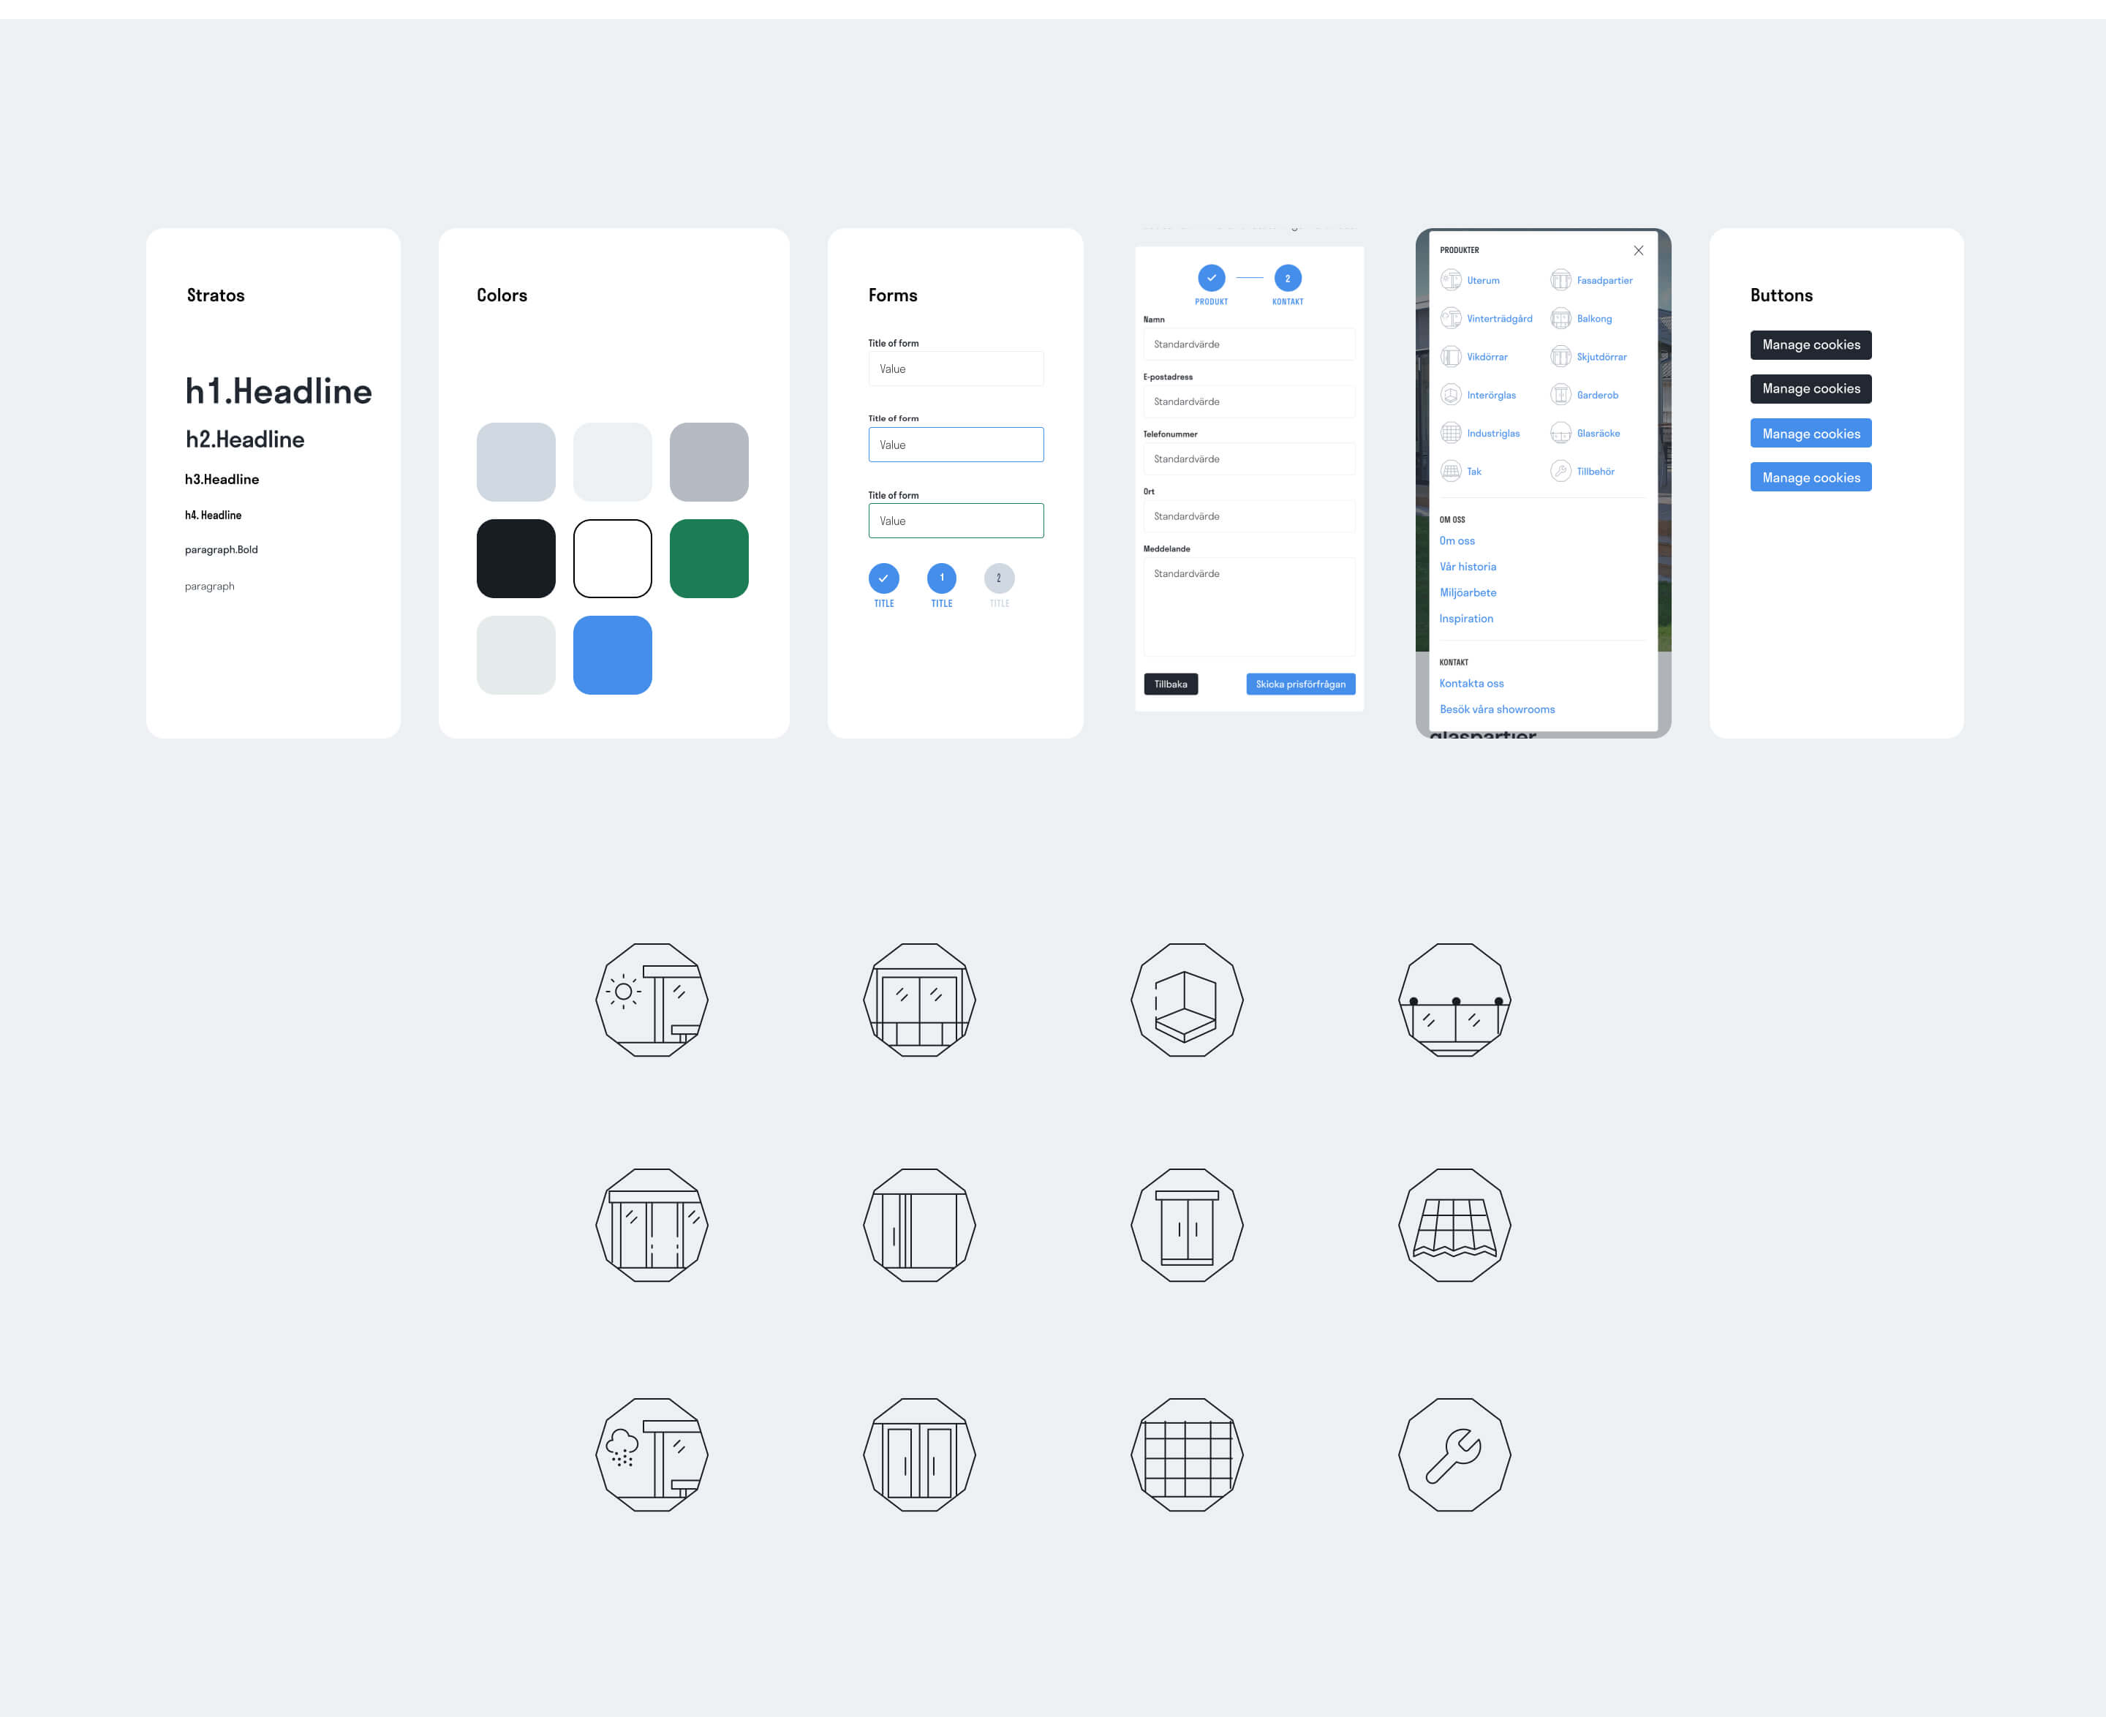 Stratos
h1.Headline
h2.Headline
h3.Headline
h4. Headline
paragraph.Bold
paragraph
Colors
Forms
Title of form
Value
Title of form
Value
Title of form
Value
1
2
TITLE
TITLE
TITLE
2
PRODUKT
KONTAKT
Namn
Standardvärde
E-postadress
Standardvärde
Telefonummer
Standardvärde
Ort
Standardvärde
Meddelande
Standardvärde
Tillbaka
Skicka prisförfrågan
PRODUKTER
Uterum
Fasadpartier
Vinterträdgård
Balkong
Vikdörrar
Skjutdörrar
Interörglas
Garderob
Industriglas
Glasräcke
Tak
Tillbehör
OM OSS
Om oss
Vår historia
Miljöarbete
Inspiration
KONTAKT
Kontakta oss
Besök våra showrooms
glaspartier
Buttons
Manage cookies
Manage cookies
Manage cookies
Manage cookies